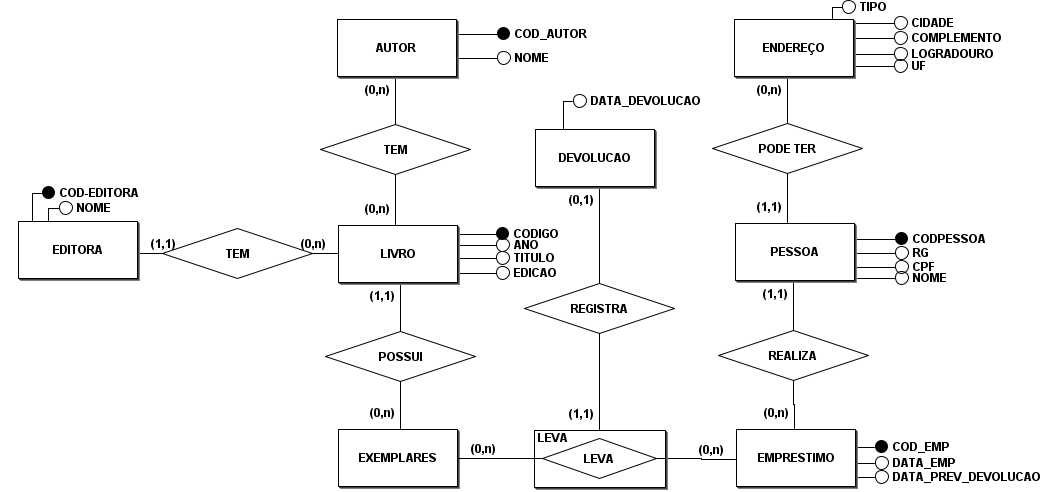 TIPO
AUTOR
COD_AUTOR
NOME
ENDEREÇO
CIDADE
COMPLEMENTO
LOGRADOURO
UF
(0,n)
(0,n)
DATA_DEVOLUCAO
TEM
DEVOLUCAO
PODE TER
COD-EDITORA
NOME
(0,n)
(0,1)
(1,1)
EDITORA
(1,1)
TEM
(0,n)
LIVRO
CODIGO
ANO
TITULO
EDICAO
PESSOA
CODPESSOA
RG
CPF
NOME
(1,1)
(1,1)
REGISTRA
POSSUI
REALIZA
(0,n)
(1,1)
(0,n)
EXEMPLARES
(0,n)
LEVA
LEVA
(0,n)
EMPRESTIMO
COD_EMP
DATA_EMP
DATA_PREV_DEVOLUCAO